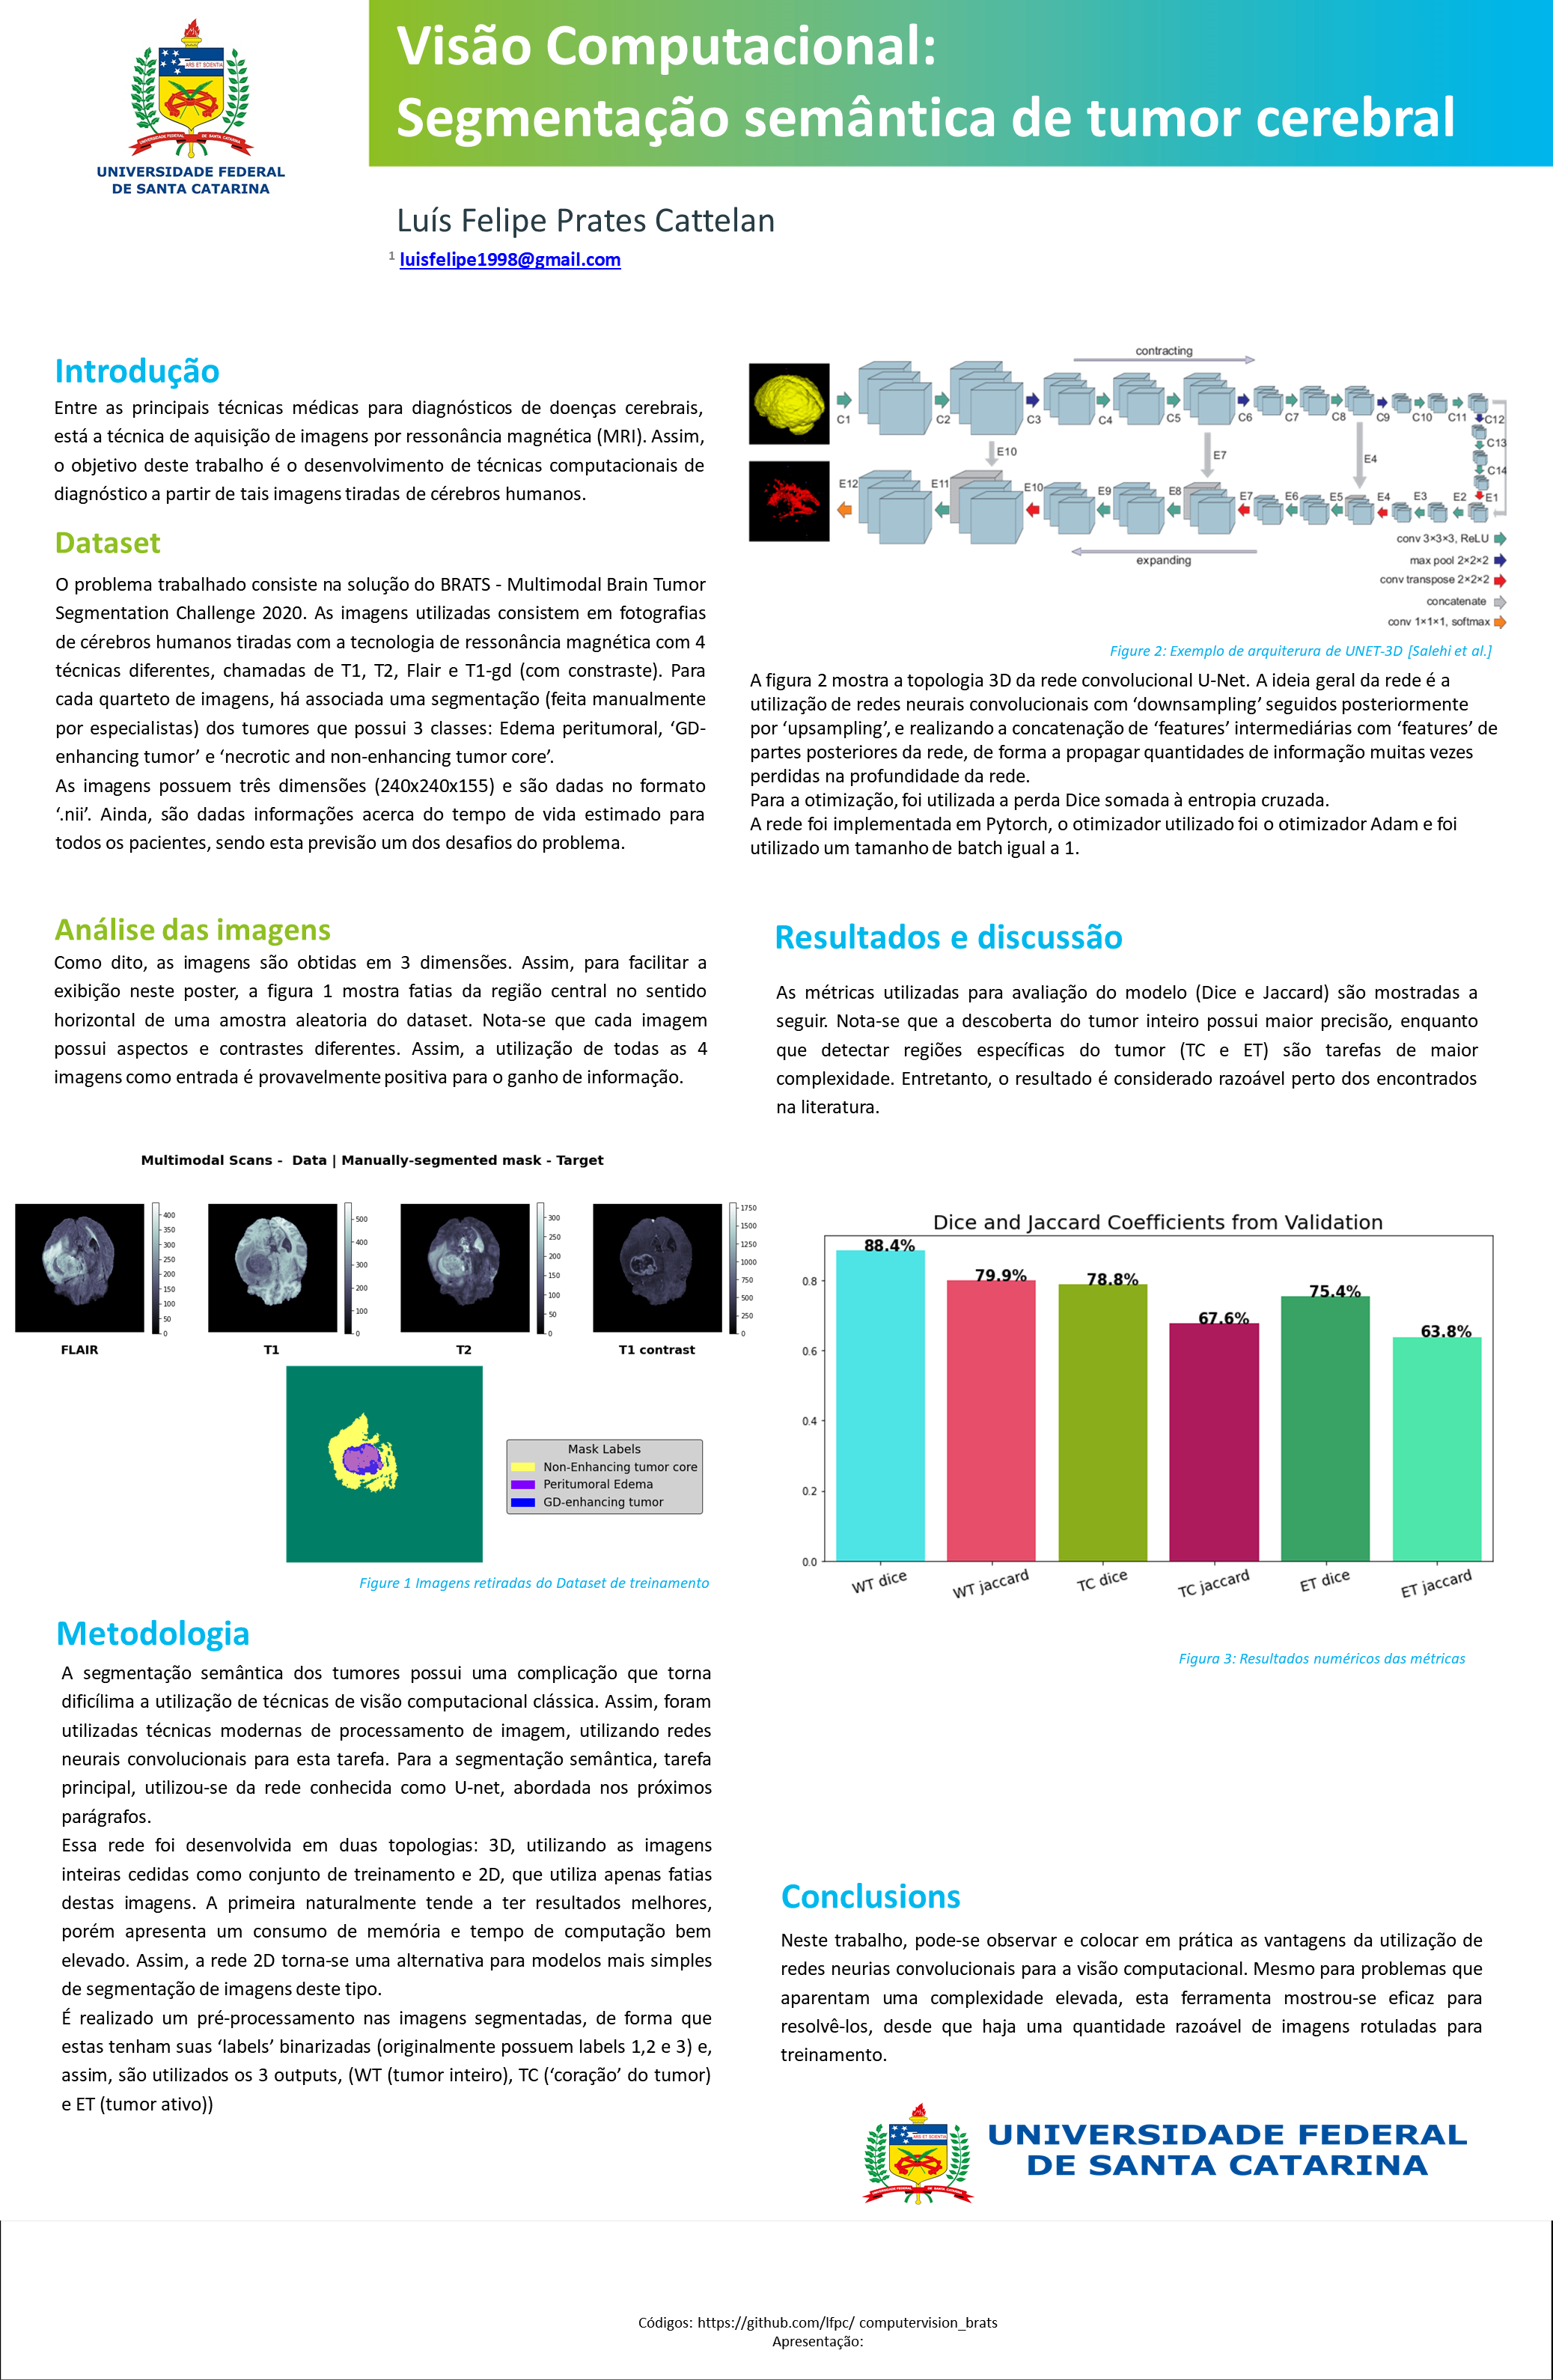 ARS ET SCIENTIA
UNIVERSIDADE FEDERAL DE SANTA CATARINA
UNIVERSIDADE FEDERAL
DE SANTA CATARINA
Visão Computacional:
Segmentação semântica de tumor cerebral
Luís Felipe Prates Cattelan
1 luisfelipe1998@gmail.com
Introdução
Entre as principais técnicas médicas para diagnósticos de doenças cerebrais,
está a técnica de aquisição de imagens por ressonância magnética (MRI). Assim,
o objetivo deste trabalho é o desenvolvimento de técnicas computacionais de
diagnóstico a partir de tais imagens tiradas de cérebros humanos.
Dataset
O problema trabalhado consiste na solução do BRATS - Multimodal Brain Tumor
Segmentation Challenge 2020. As imagens utilizadas consistem em fotografias
de cérebros humanos tiradas com a tecnologia de ressonância magnética com 4
técnicas diferentes, chamadas de T1, T2, Flair e T1-gd (com constraste). Para
cada quarteto de imagens, há associada uma segmentação (feita manualmente
por especialistas) dos tumores que possui 3 classes: Edema peritumoral, ‘GD-
enhancing tumor’ e ‘necrotic and non-enhancing tumor core’.
As imagens possuem três dimensões (240x240x155) e são dadas no formato
‘.nii’. Ainda, são dadas informações acerca do tempo de vida estimado para
todos os pacientes, sendo esta previsão um dos desafios do problema.
Análise das imagens
Como dito, as imagens são obtidas em 3 dimensões. Assim, para facilitar a
exibição neste poster, a figura 1 mostra fatias da região central no sentido
horizontal de uma amostra aleatoria do dataset. Nota-se que cada imagem
possui aspectos e contrastes diferentes. Assim, a utilização de todas as 4
imagens como entrada é provavelmente positiva para o ganho de informação.
Multimodal Scans - Data | Manually-segmented mask - Target
400
350
300
250
200
150
100
50
0
500
400
300
200
100
0
300
250
200
150
100
50
0
1750
1500
1250
1000
750
500
250
0
FLAIR T1 T2 T1 contrast
Mask Labels
Non-Enhancing tumor core
Peritumoral Edema
GD-enhancing tumor
Figure 1 Imagens retiradas do Dataset de treinamento
Metodologia
A segmentação semântica dos tumores possui uma complicação que torna
dificílima a utilização de técnicas de visão computacional clássica. Assim, foram
utilizadas técnicas modernas de processamento de imagem, utilizando redes
neurais convolucionais para esta tarefa. Para a segmentação semântica, tarefa
principal, utilizou-se da rede conhecida como U-net, abordada nos próximos
parágrafos.
Essa rede foi desenvolvida em duas topologias: 3D, utilizando as imagens
inteiras cedidas como conjunto de treinamento e 2D, que utiliza apenas fatias
destas imagens. A primeira naturalmente tende a ter resultados melhores,
porém apresenta um consumo de memória e tempo de computação bem
elevado. Assim, a rede 2D torna-se uma alternativa para modelos mais simples
de segmentação de imagens deste tipo.
É realizado um pré-processamento nas imagens segmentadas, de forma que
estas tenham suas ‘labels’ binarizadas (originalmente possuem labels 1,2 e 3) e,
assim, são utilizados os 3 outputs, (WT (tumor inteiro), TC (‘coração’ do tumor)
e ET (tumor ativo))
contracting
C1 C2 C3 C4 C5 C6 C7 C8 C9 C10 C11 C12
C13
C14
E10 E7 E4
E12 E11 E10 E9 E8 E7 E6 E5 E4 E3 E2 E1
expanding
conv 3×3×3, ReLU
max pool 2×2×2
conv transpose 2×2×2
concatenate
conv 1×1×1, softmax
Figure 2: Exemplo de arquiterura de UNET-3D [Salehi et al.]
A figura 2 mostra a topologia 3D da rede convolucional U-Net. A ideia geral da rede é a
utilização de redes neurais convolucionais com ‘downsampling’ seguidos posteriormente
por ‘upsampling’, e realizando a concatenação de ‘features’ intermediárias com ‘features’ de
partes posteriores da rede, de forma a propagar quantidades de informação muitas vezes
perdidas na profundidade da rede.
Para a otimização, foi utilizada a perda Dice somada à entropia cruzada.
A rede foi implementada em Pytorch, o otimizador utilizado foi o otimizador Adam e foi
utilizado um tamanho de batch igual a 1.
Resultados e discussão
As métricas utilizadas para avaliação do modelo (Dice e Jaccard) são mostradas a
seguir. Nota-se que a descoberta do tumor inteiro possui maior precisão, enquanto
que detectar regiões específicas do tumor (TC e ET) são tarefas de maior
complexidade. Entretanto, o resultado é considerado razoável perto dos encontrados
na literatura.
Dice and Jaccard Coefficients from Validation
88.4% 79.9% 78.8% 67.6% 75.4% 63.8%
0.8
0.6
0.4
0.2
0.0
WT dice WT jaccard TC dice TC jaccard ET dice ET jaccard
Figura 3: Resultados numéricos das métricas
Conclusions
Neste trabalho, pode-se observar e colocar em prática as vantagens da utilização de
redes neurias convolucionais para a visão computacional. Mesmo para problemas que
aparentam uma complexidade elevada, esta ferramenta mostrou-se eficaz para
resolvê-los, desde que haja uma quantidade razoável de imagens rotuladas para
treinamento.
ARS ET SCIENTIA
UNIVERSIDADE FEDERAL
DE SANTA CATARINA
Códigos: https://github.com/lfpc/ computervision_brats
Apresentação: